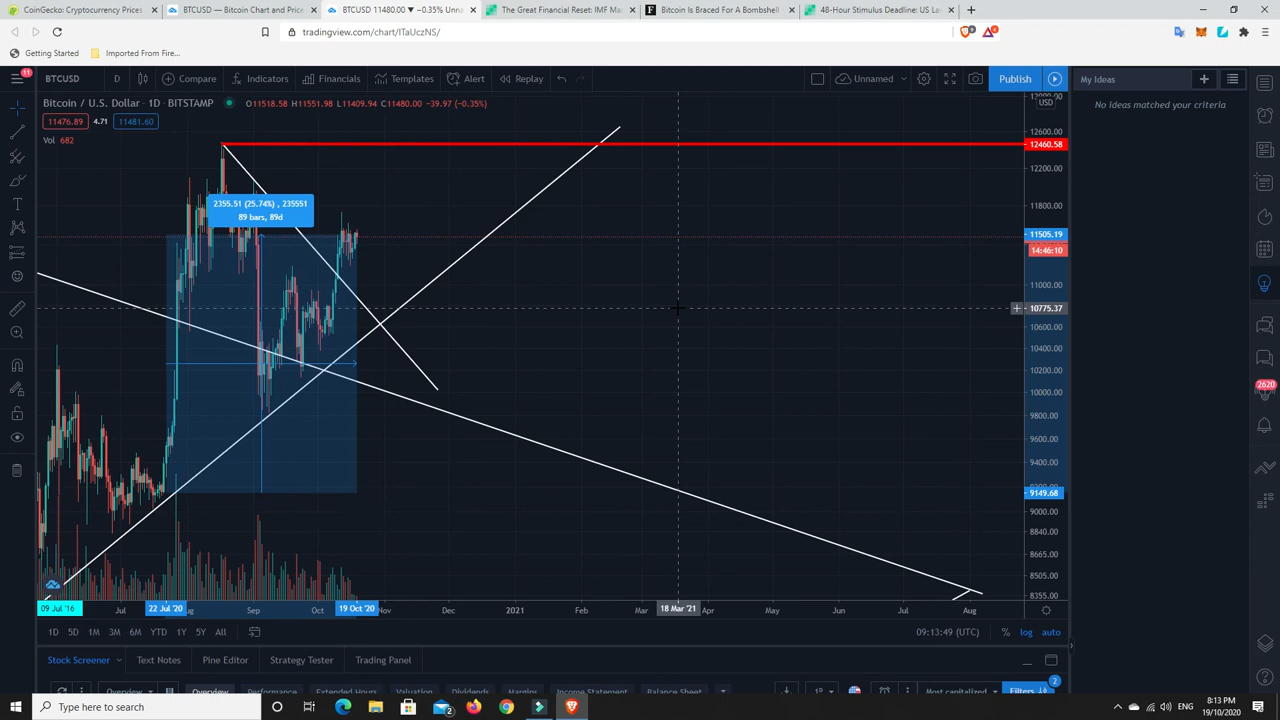 CoinGecko: Cryptocurrency Prices
BTCUSD — Bitcoin Chart and Price
BTCUSD 11480.00 ▼ −0.35% Unna
The Great Financial Reset: IMF Ma
Bitcoin Is Braced For A Bombshell
48-Hour Stimulus Deadline: US La
tradingview.com/chart/ITaUczNS/
Getting Started
Imported From Fire...
11
BTCUSD
D
Compare
Indicators
Financials
Templates
Alert
Replay
Unnamed
Publish
My Ideas
No ideas matched your criteria
Bitcoin / U.S. Dollar · 1D · BITSTAMP
O11518.58 H11551.98 L11409.94 C11480.00 −39.97 (−0.35%)
11476.89
4.71
11481.60
Vol 682
USD
12600.00
12460.58
12200.00
11800.00
11505.19
14:46:10
11000.00
10775.37
10600.00
10400.00
10200.00
10000.00
9800.00
9600.00
9400.00
9149.68
9000.00
8840.00
8665.00
8505.00
8355.00
2355.51 (25.74%) , 235551
89 bars, 89d
2620
09 Jul '16
Jul
22 Jul '20
ug
Sep
Oct
19 Oct '20
Nov
Dec
2021
Feb
Mar
18 Mar '21
Apr
May
Jun
Jul
Aug
1D
5D
1M
3M
6M
YTD
1Y
5Y
All
09:13:49 (UTC)
%
log
auto
Stock Screener
Text Notes
Pine Editor
Strategy Tester
Trading Panel
Overview
Overview
Performance
Extended Hours
Valuation
Dividends
Margins
Income Statement
Balance Sheet
Most capitalized
Filters
2
Type here to search
2
ENG
8:13 PM
19/10/2020